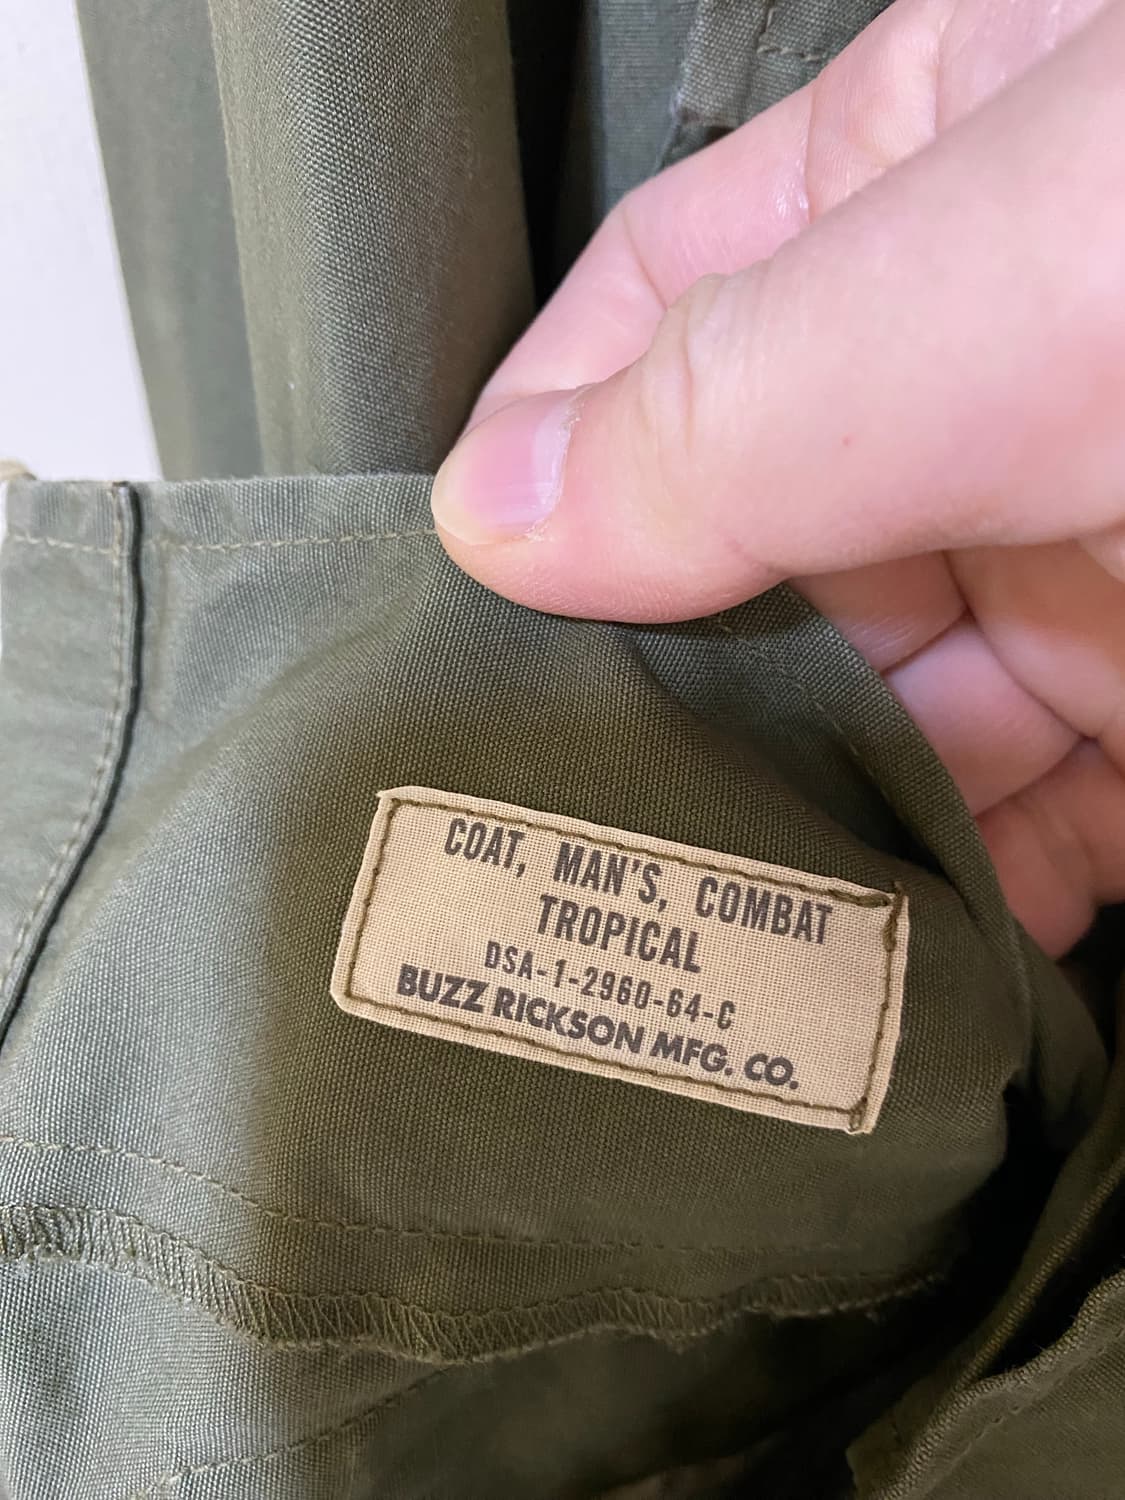 COAT, MAN'S, COMBAT
TROPICAL
DSA-1-2960-64-C
BUZZ RICKSON MFG. CO.